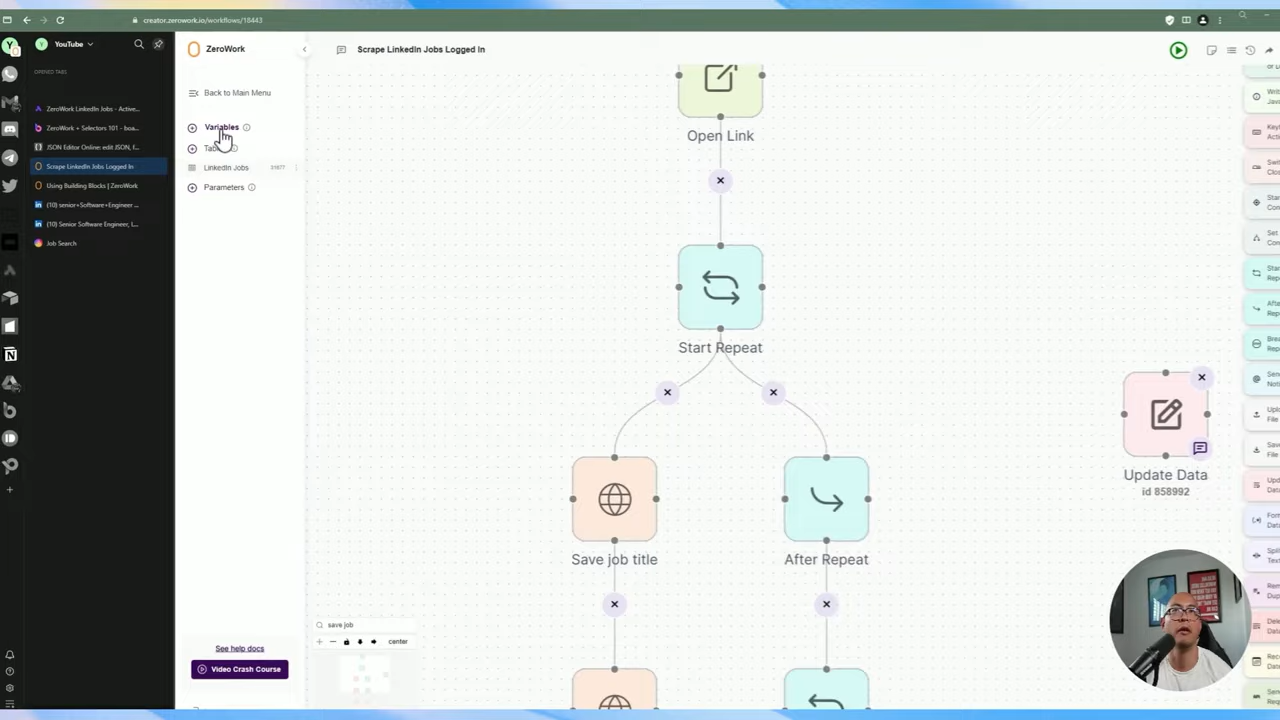 creator.zerowork.io/workflows/18443
YouTube
OPENED TABS
ZeroWork LinkedIn Jobs - Active...
ZeroWork + Selectors 101 - boa...
JSON Editor Online: edit JSON, f...
Scrape LinkedIn Jobs Logged In
Using Building Blocks | ZeroWork
(10) senior+Software+Engineer ...
(10) Senior Software Engineer, I...
Job Search
ZeroWork
Back to Main Menu
Variables
LinkedIn Jobs
31677
Parameters
See help docs
Video Crash Course
Scrape LinkedIn Jobs Logged In
Open Link
Start Repeat
Save job title
After Repeat
Update Data
id 858992
save job
center